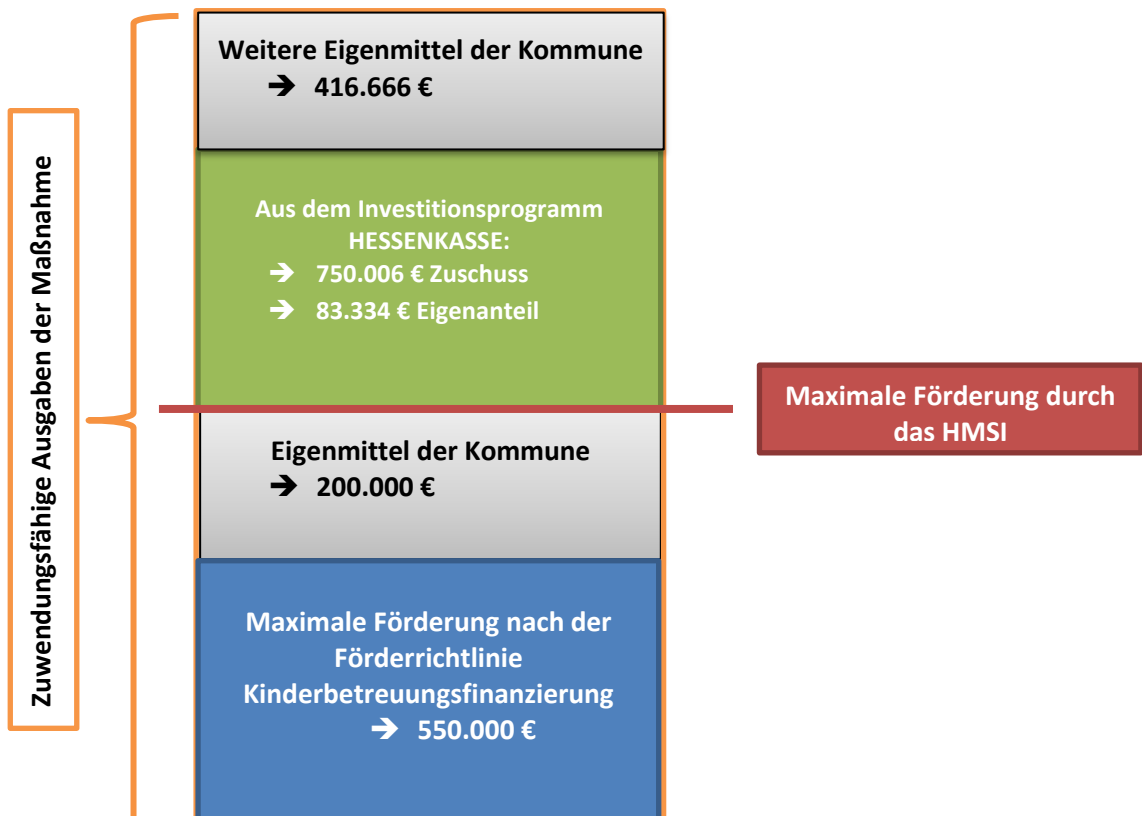 Zuwendungsfähige Ausgaben der Maßnahme
Weitere Eigenmittel der Kommune
➔ 416.666 €
Aus dem Investitionsprogramm
HESSENKASSE:
➔ 750.006 € Zuschuss
➔ 83.334 € Eigenanteil
Maximale Förderung durch
das HMSI
Eigenmittel der Kommune
➔ 200.000 €
Maximale Förderung nach der
Förderrichtlinie
Kinderbetreuungsfinanzierung
➔ 550.000 €